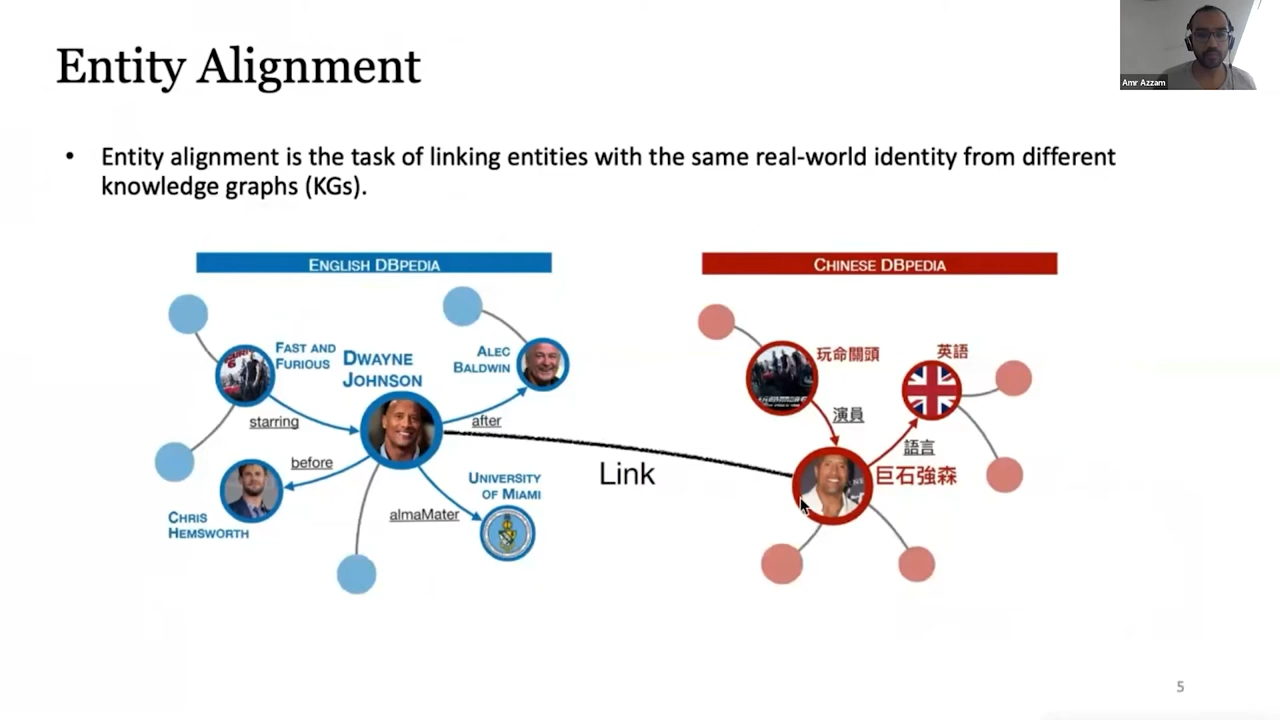 Entity Alignment
Amr Azzam
• Entity alignment is the task of linking entities with the same real-world identity from different
knowledge graphs (KGs).
ENGLISH DBPEDIA
CHINESE DBPEDIA
FAST AND
FURIOUS
DWAYNE
JOHNSON
ALEC
BALDWIN
starring
after
before
CHRIS
HEMSWORTH
almaMater
UNIVERSITY
OF MIAMI
Link
玩命關頭
英語
演員
語言
巨石強森
5